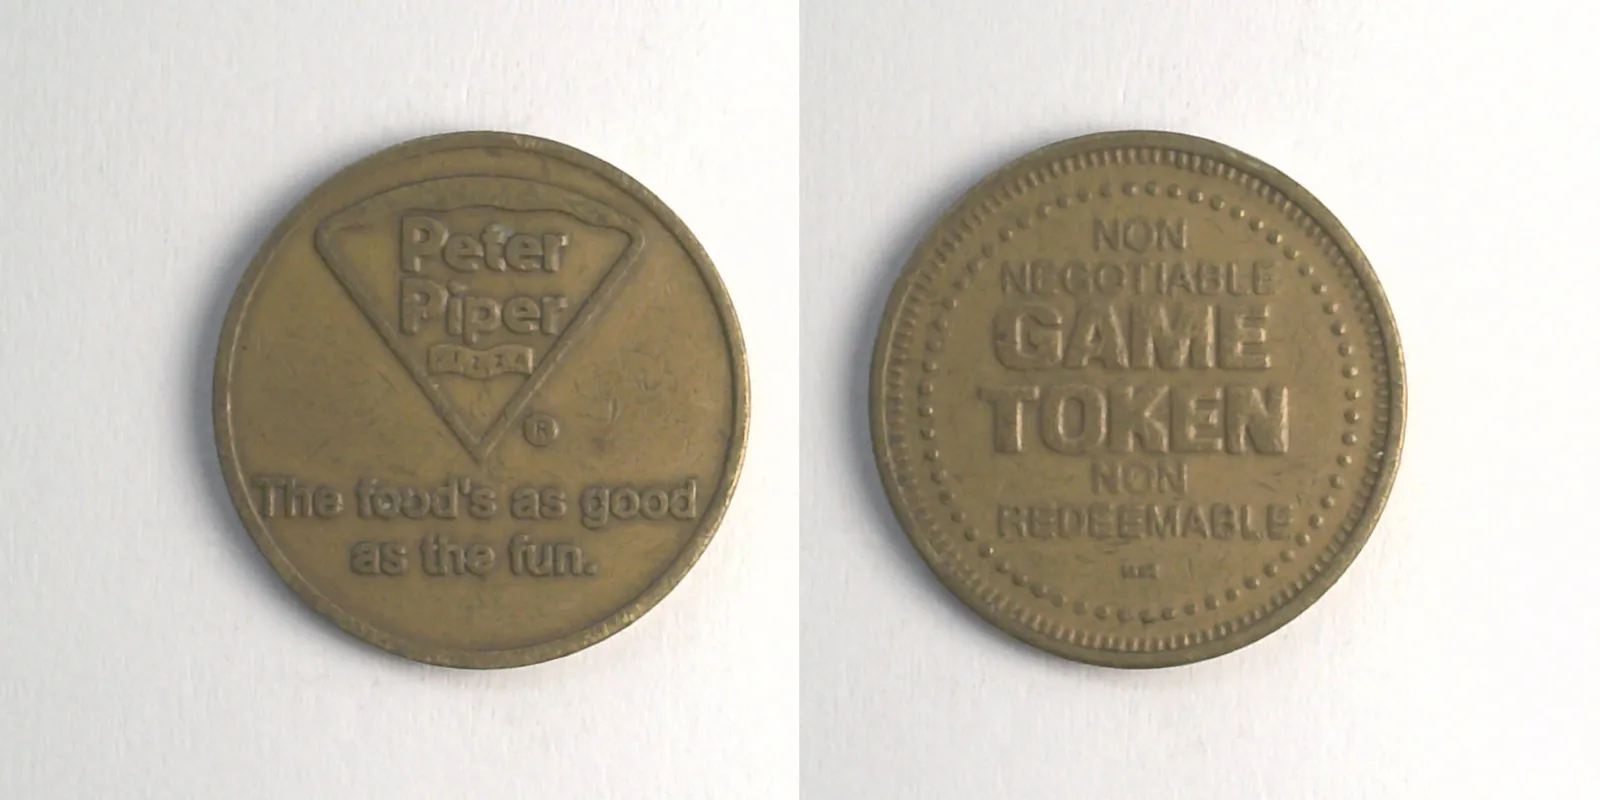 Peter
Piper
PIZZA
®
The food's as good
as the fun.
NON
NEGOTIABLE
GAME
TOKEN
NON
REDEEMABLE